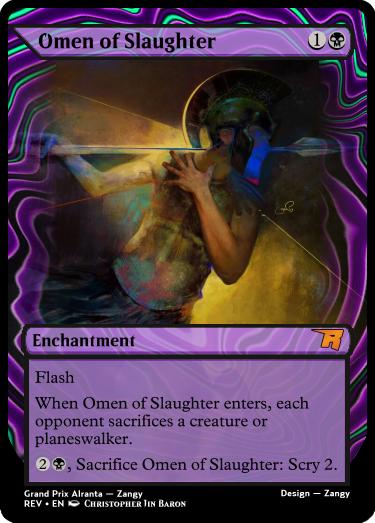 Omen of Slaughter 1
Enchantment
Flash
When Omen of Slaughter enters, each
opponent sacrifices a creature or
planeswalker.
2, Sacrifice Omen of Slaughter: Scry 2.
Grand Prix Alranta — Zangy
Design — Zangy
REV • EN Christopher Jin Baron